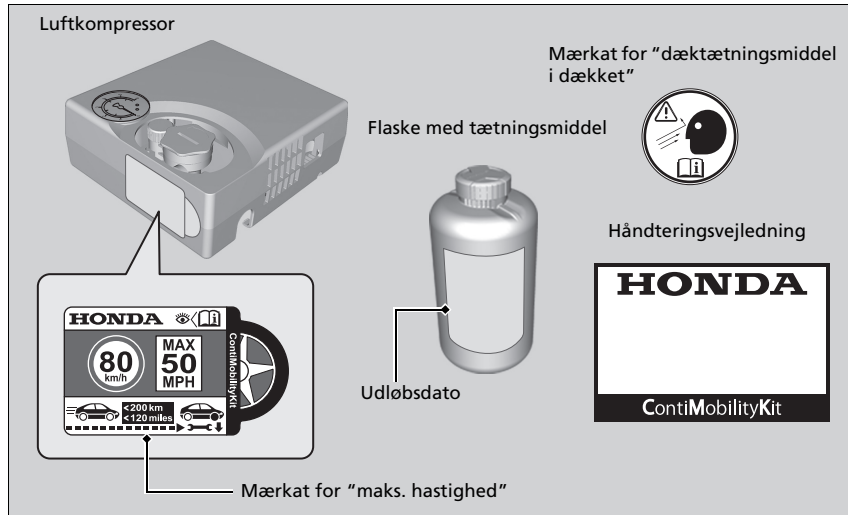 Luftkompressor
Mærkat for “dæktætningsmiddel
i dækket”
Flaske med tætningsmiddel
Håndteringsvejledning
HONDA
ContiMobilityKit
HONDA
80
km/h
MAX
50
MPH
ContiMobilityKit
<200 km
<120 miles
Udløbsdato
Mærkat for “maks. hastighed”